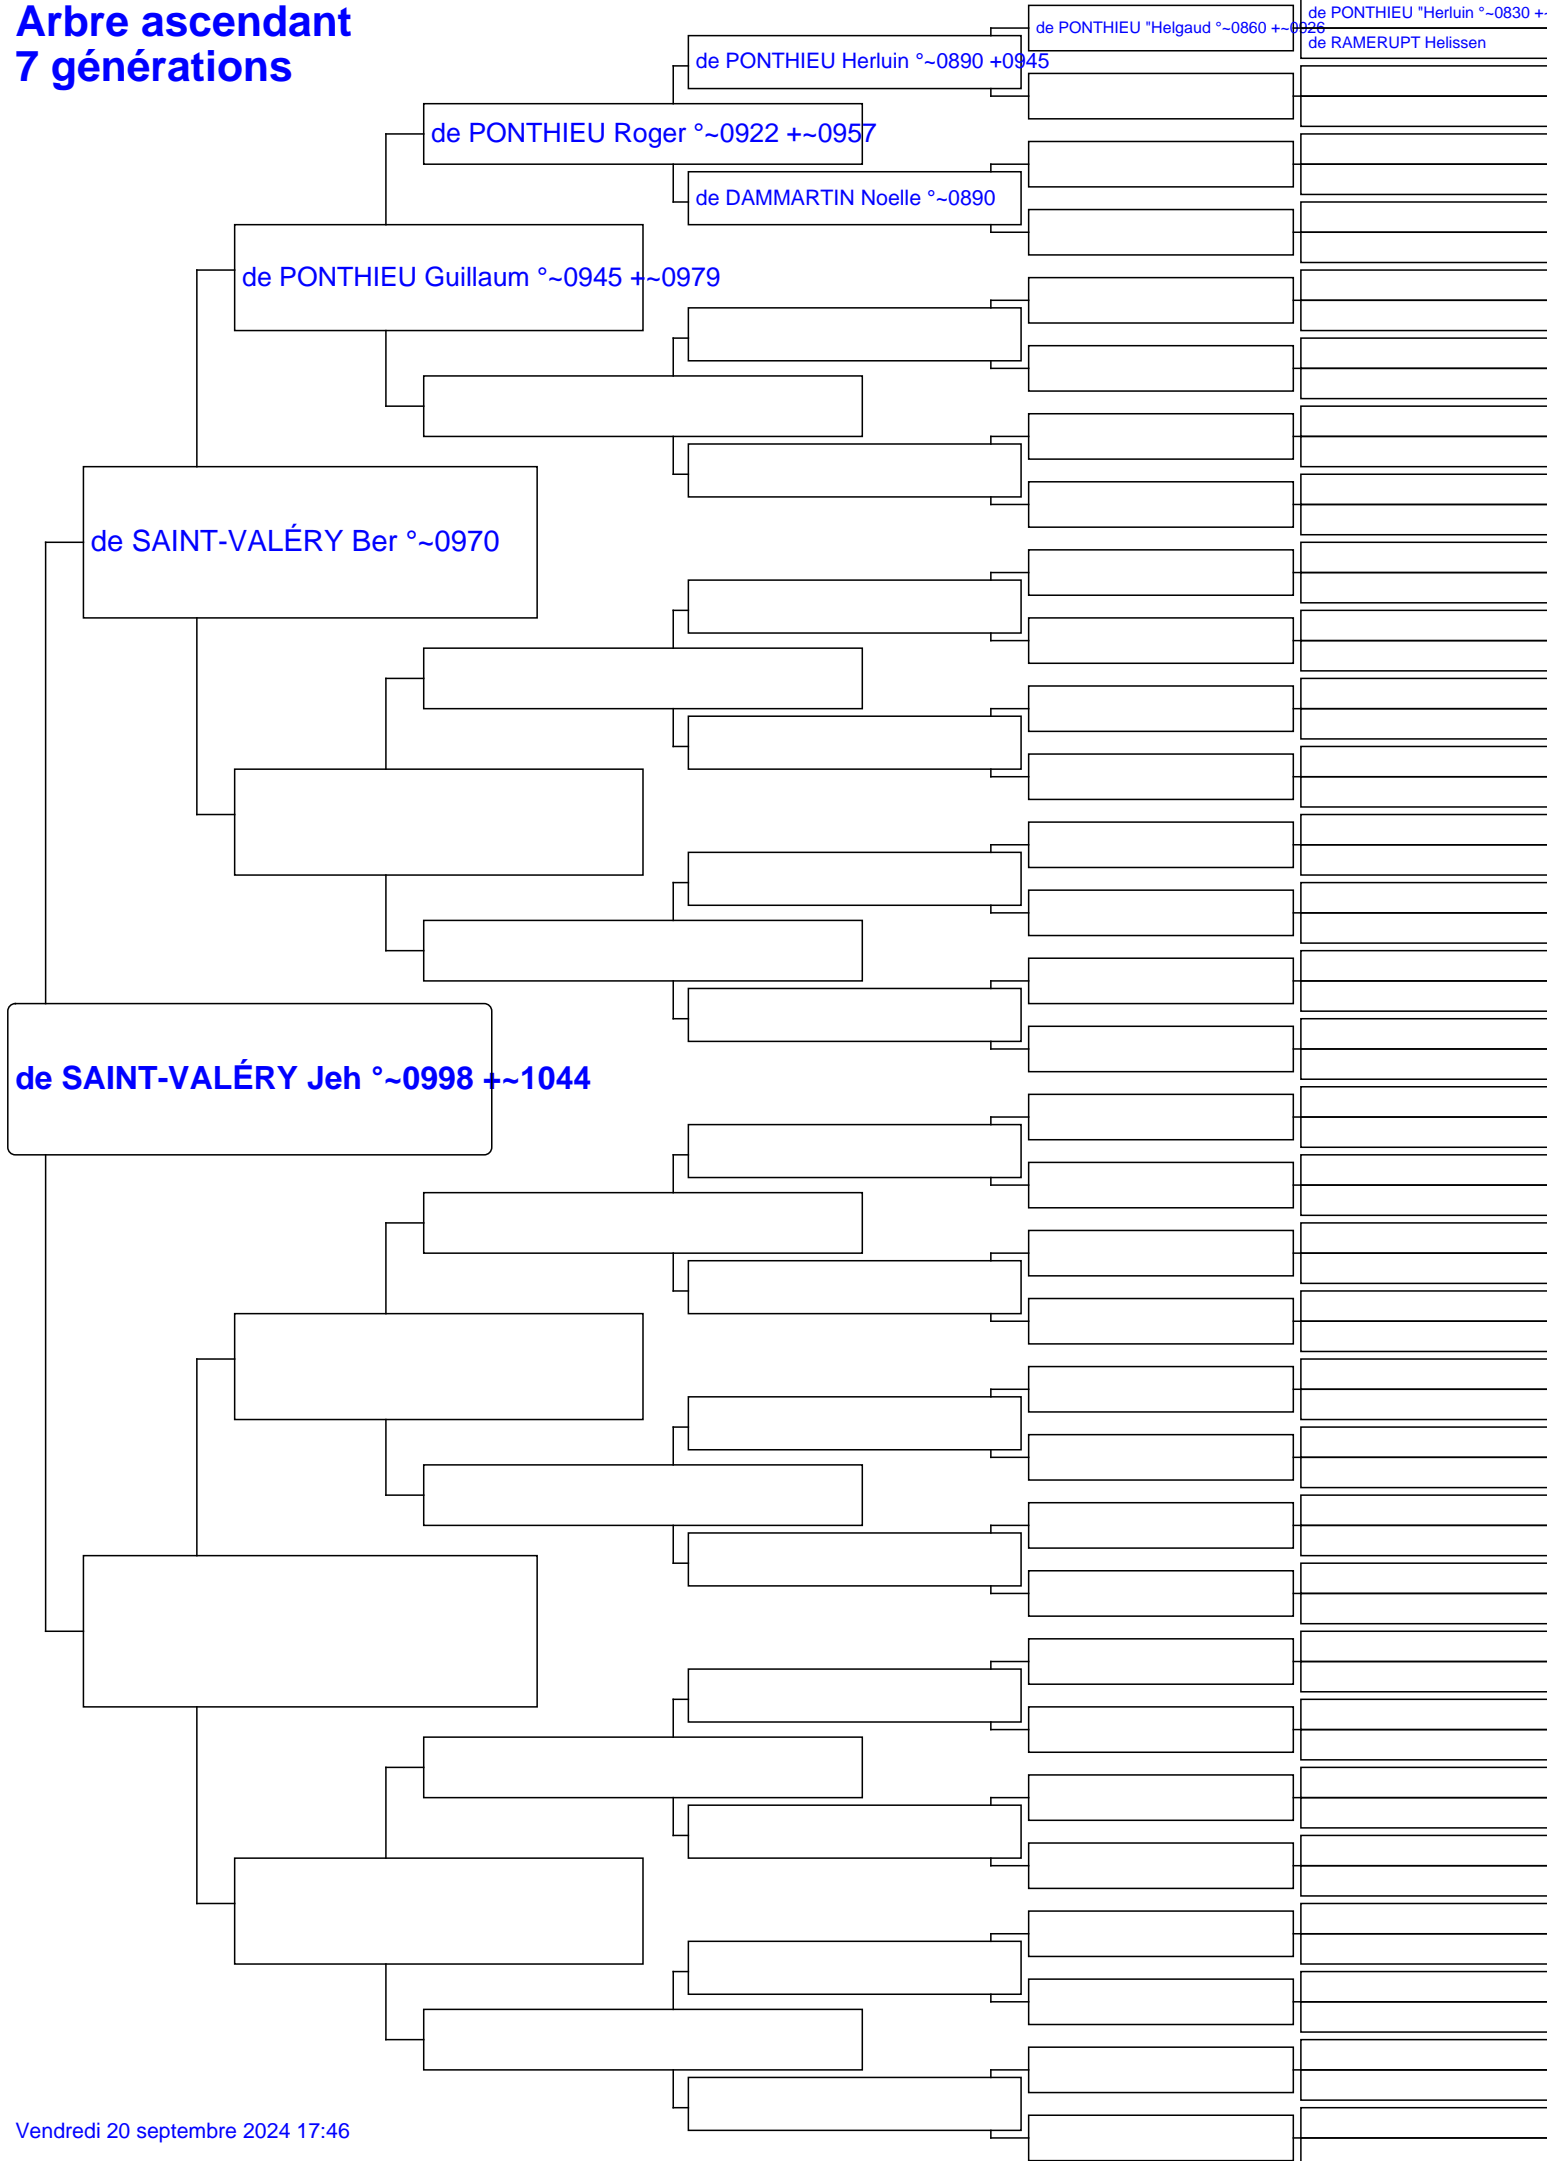 Arbre ascendant
7 générations
de PONTHIEU "Herluin °~0830 +~
de PONTHIEU "Helgaud °~0860 +~0926
de RAMERUPT Helissen
de PONTHIEU Herluin °~0890 +0945
de PONTHIEU Roger °~0922 +~0957
de DAMMARTIN Noelle °~0890
de PONTHIEU Guillaum °~0945 +~0979
de SAINT-VALÉRY Ber °~0970
de SAINT-VALÉRY Jeh °~0998 +~1044
Vendredi 20 septembre 2024 17:46